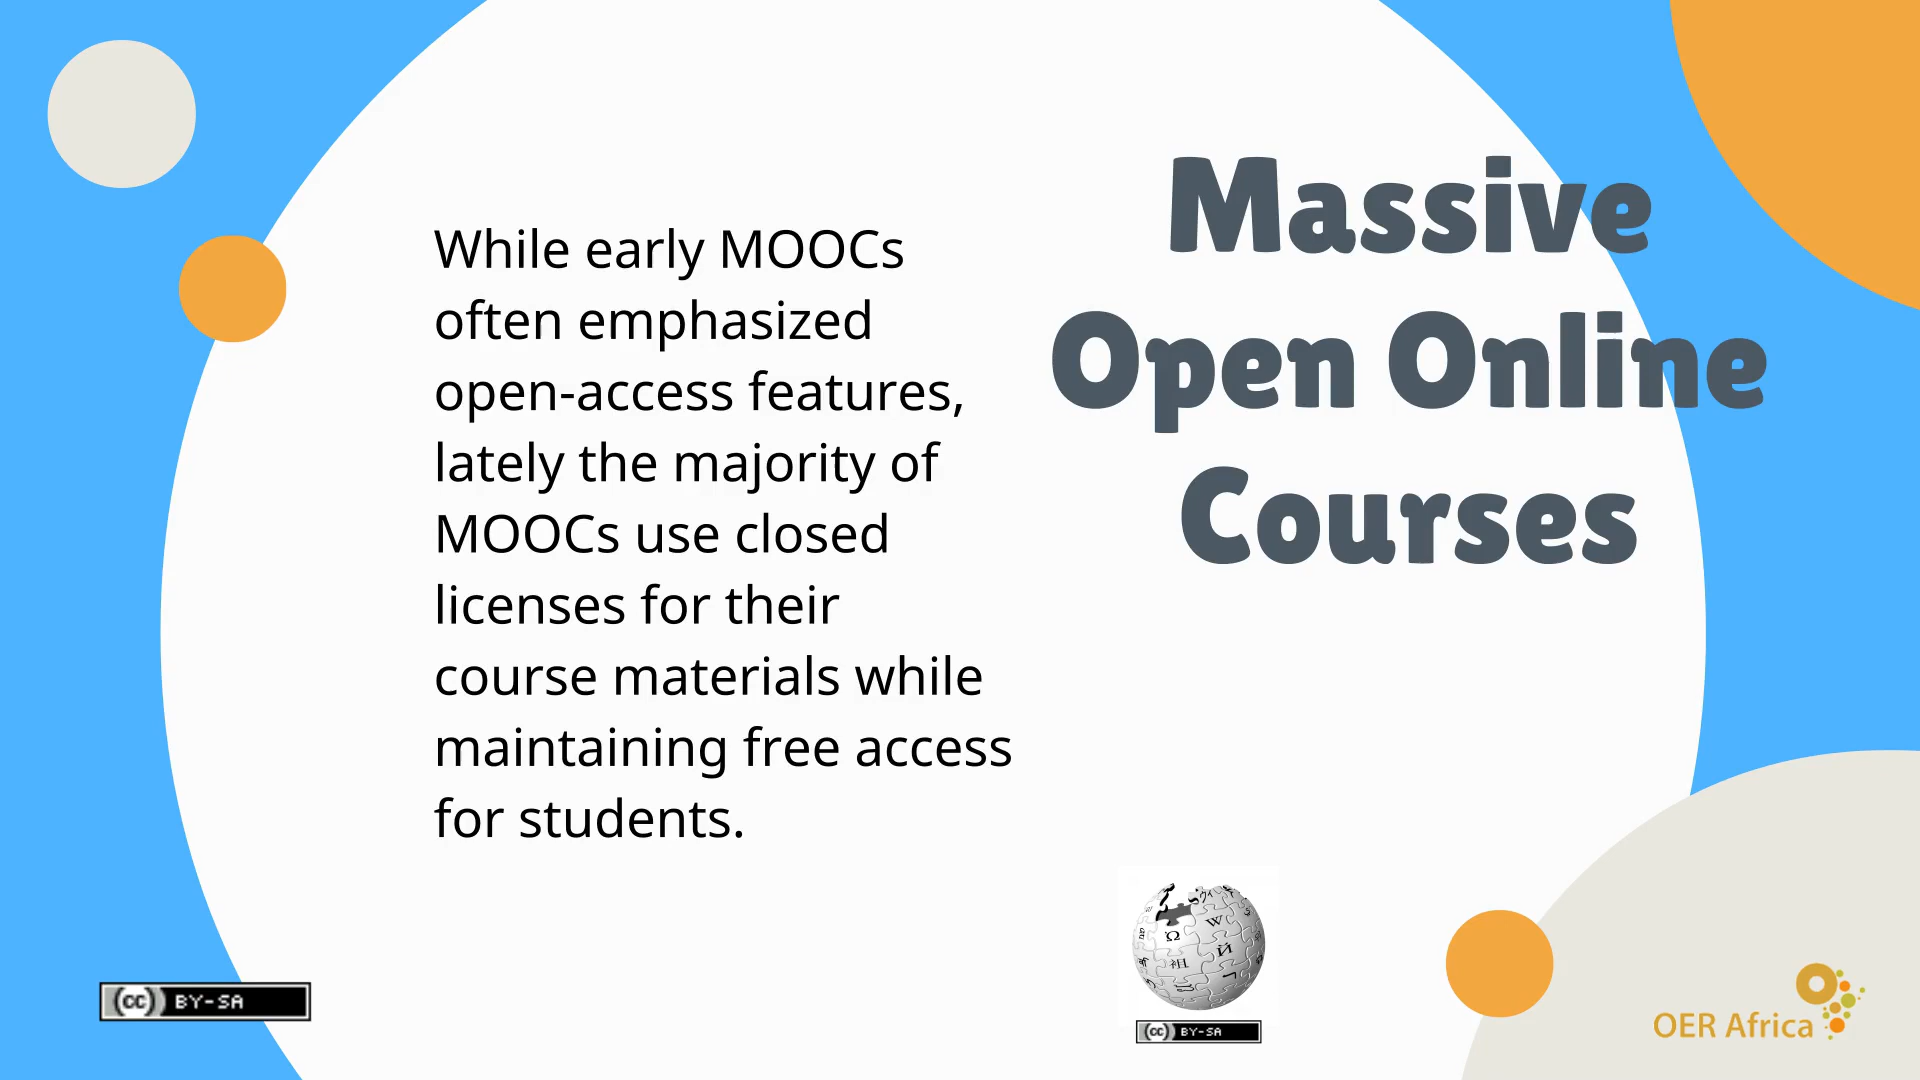 Massive
Open Online
Courses
While early MOOCs
often emphasized
open-access features,
lately the majority of
MOOCs use closed
licenses for their
course materials while
maintaining free access
for students.
cc BY-SA
Ω W И 祖
cc BY-SA
OER Africa